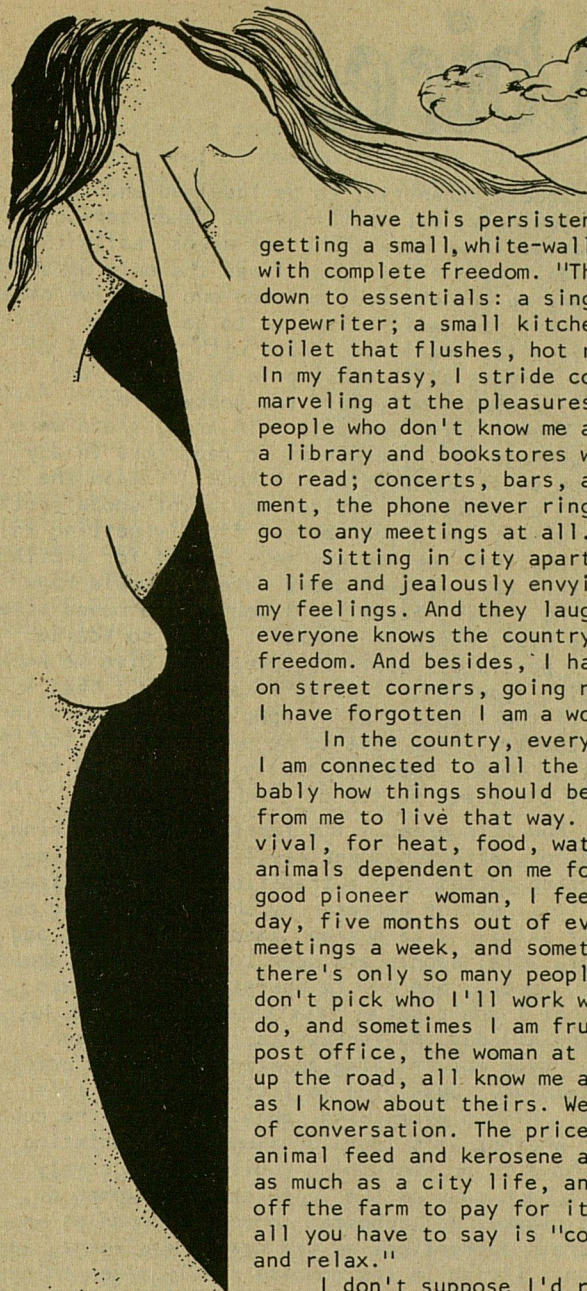 I have this persisten
getting a small, white-wal
with complete freedom. "Th
down to essentials: a sing
typewriter; a small kitche
toilet that flushes, hot r
In my fantasy, I stride co
marveling at the pleasures
people who don't know me a
a library and bookstores w
to read; concerts, bars, a
ment, the phone never ring
go to any meetings at all.
Sitting in city apart
a life and jealously envyi
my feelings. And they laug
everyone knows the country
freedom. And besides, I ha
on street corners, going n
I have forgotten I am a wo
In the country, every
I am connected to all the
bably how things should be
from me to live that way.
vival, for heat, food, wat
animals dependent on me fo
good pioneer woman, I fee
day, five months out of ev
meetings a week, and somet
there's only so many peopl
don't pick who I'll work w
do, and sometimes I am fru
post office, the woman at
up the road, all know me a
as I know about theirs. We
of conversation. The price
animal feed and kerosene a
as much as a city life, an
off the farm to pay for it
all you have to say is "co
and relax."
I don't suppose I'd r